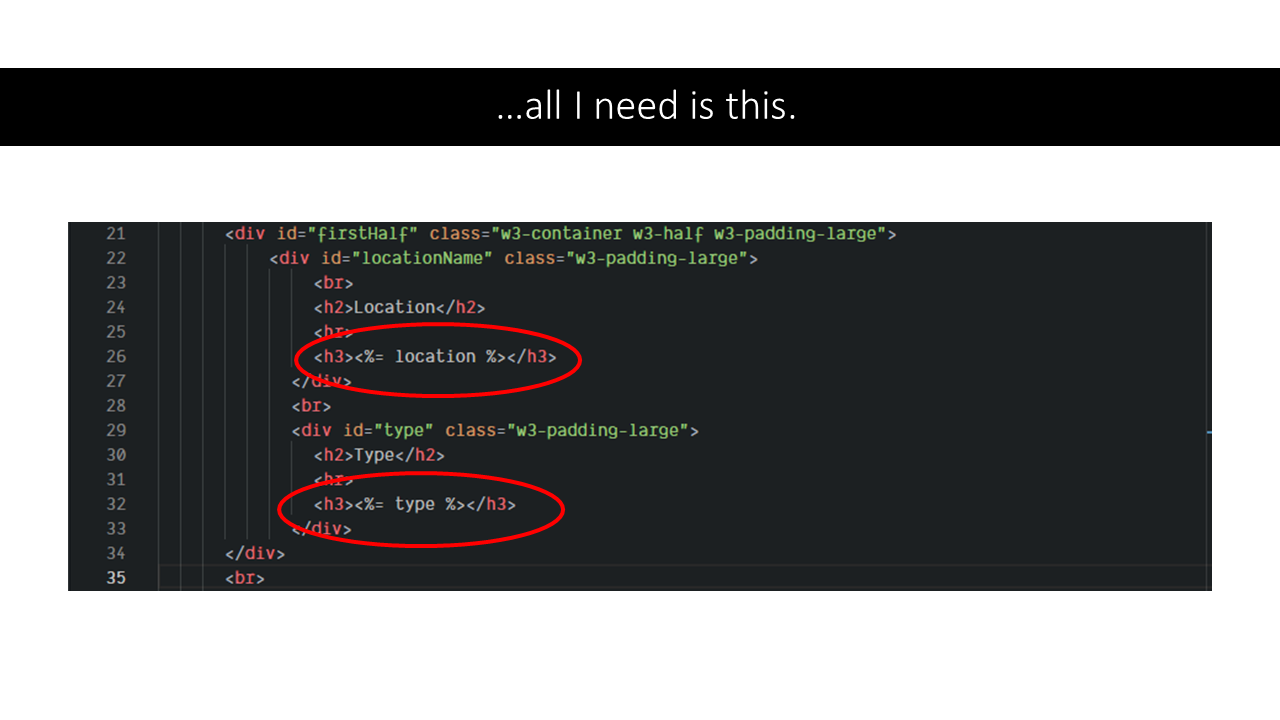 ...all I need is this.
21 <div id="firstHalf" class="w3-container w3-half w3-padding-large">
22 <div id="locationName" class="w3-padding-large">
23 <br>
24 <h2>Location</h2>
25 <hr>
26 <h3><%= location %></h3>
27 </div>
28 <br>
29 <div id="type" class="w3-padding-large">
30 <h2>Type</h2>
31 <hr>
32 <h3><%= type %></h3>
33 </div>
34 </div>
35 <br>